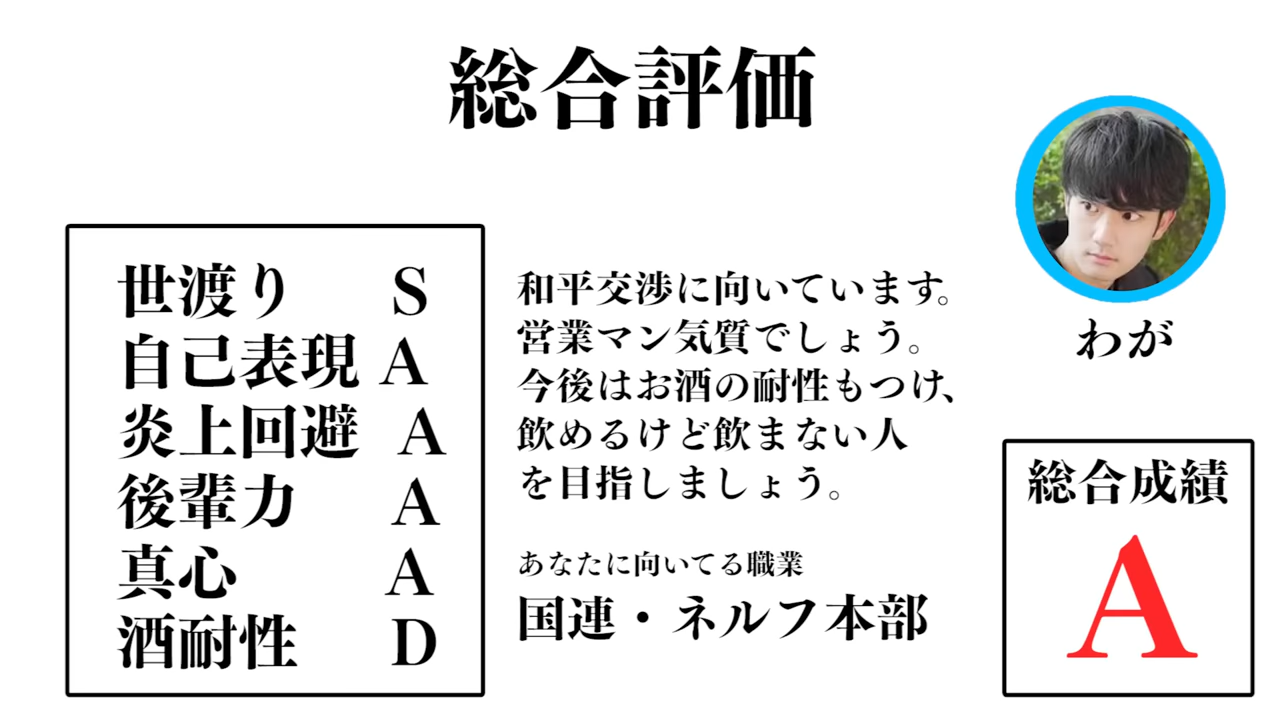 総合評価
世渡り S
自己表現 A
炎上回避 A
後輩力 A
真心 A
酒耐性 D
和平交渉に向いています。
営業マン気質でしょう。
今後はお酒の耐性もつけ、
飲めるけど飲まない人
を目指しましょう。
あなたに向いてる職業
国連・ネルフ本部
わが
総合成績
A